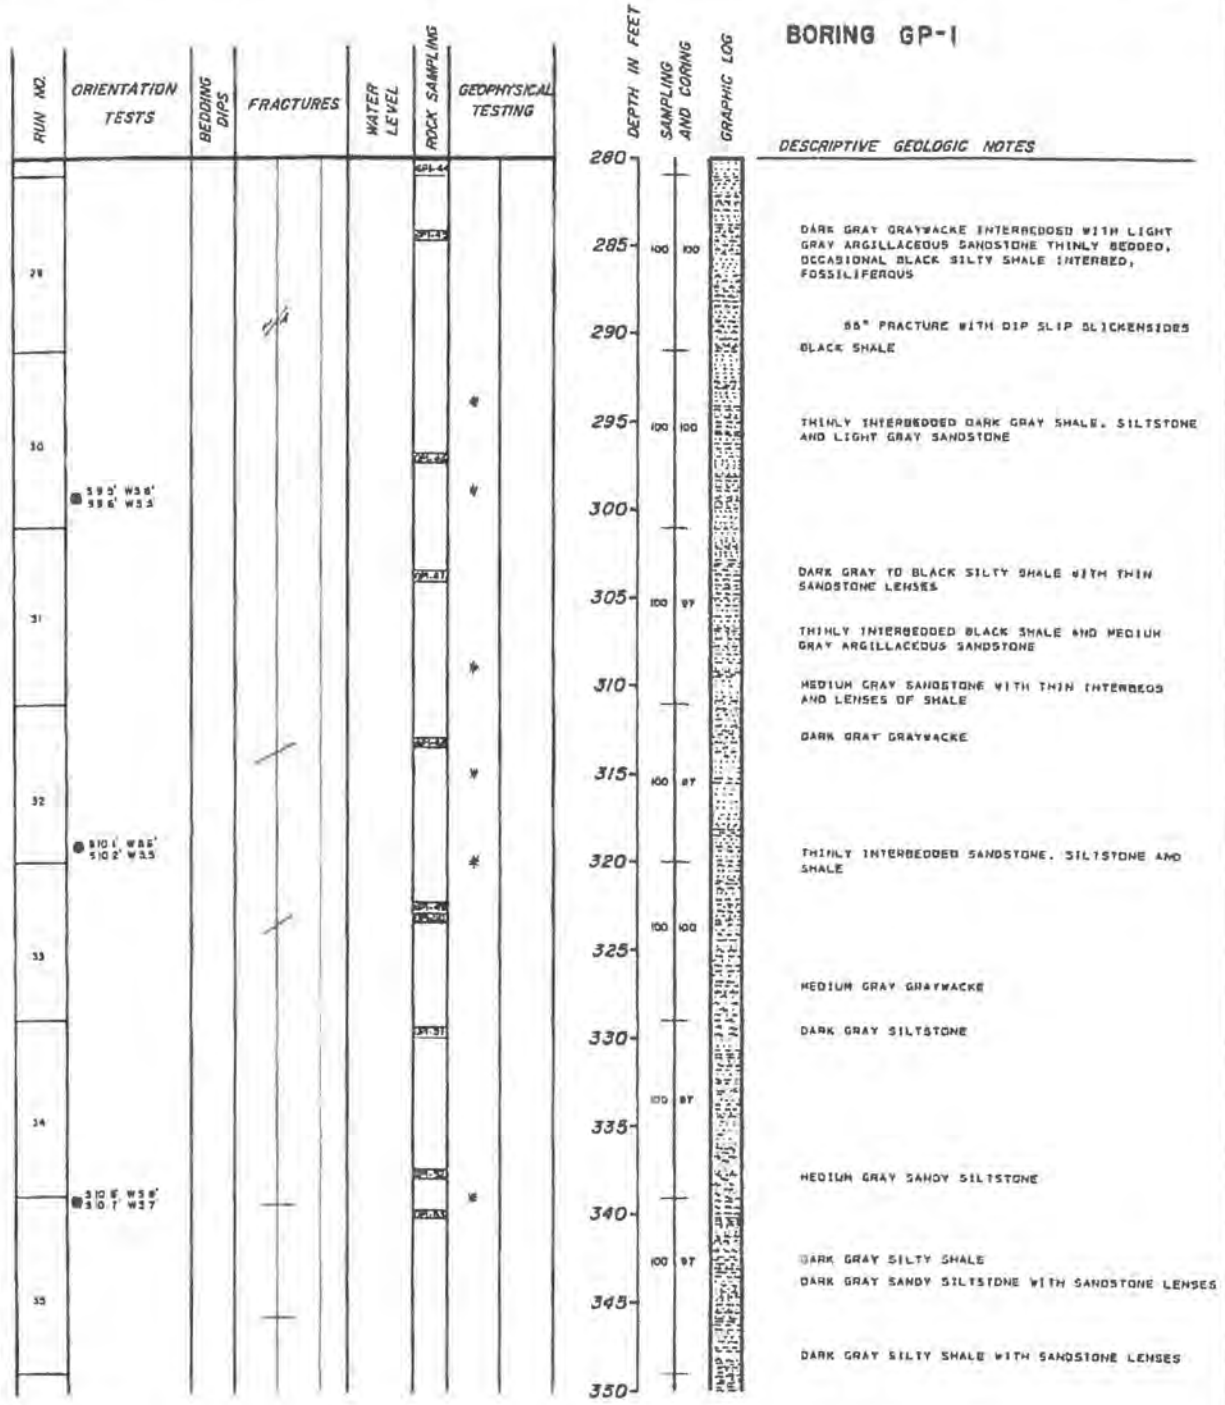 BORING GP-1
RUN NO.
ORIENTATION
TESTS
BEDDING
DIPS
FRACTURES
WATER
LEVEL
ROCK SAMPLING
GEOPHYSICAL
TESTING
DEPTH IN FEET
SAMPLING
AND CORING
GRAPHIC LOG
DESCRIPTIVE GEOLOGIC NOTES
280
DARK GRAY GRAYWACKE INTERBEDDED WITH LIGHT
285
100 100
GRAY ARGILLACEOUS SANDSTONE THINLY BEDDED,
OCCASIONAL BLACK SILTY SHALE INTERBED,
FOSSILIFEROUS
29
290
FRACTURE WITH DIP SLIP SLICKENSIDES
BLACK SHALE
295
100 100
THINLY INTERBEDDED DARK GRAY SHALE, SILTSTONE
AND LIGHT GRAY SANDSTONE
30
300
DARK GRAY TO BLACK SILTY SHALE WITH THIN
SANDSTONE LENSES
305
100 97
31
THINLY INTERBEDDED BLACK SHALE AND MEDIUM
GRAY ARGILLACEOUS SANDSTONE
310
MEDIUM GRAY SANDSTONE WITH THIN INTERBEDS
AND LENSES OF SHALE
DARK GRAY GRAYWACKE
315
100 97
32
320
THINLY INTERBEDDED SANDSTONE, SILTSTONE AND
SHALE
100 100
325
33
MEDIUM GRAY GRAYWACKE
330
DARK GRAY SILTSTONE
100 97
335
34
MEDIUM GRAY SANDY SILTSTONE
340
DARK GRAY SILTY SHALE
100 97
DARK GRAY SANDY SILTSTONE WITH SANDSTONE LENSES
345
35
DARK GRAY SILTY SHALE WITH SANDSTONE LENSES
350